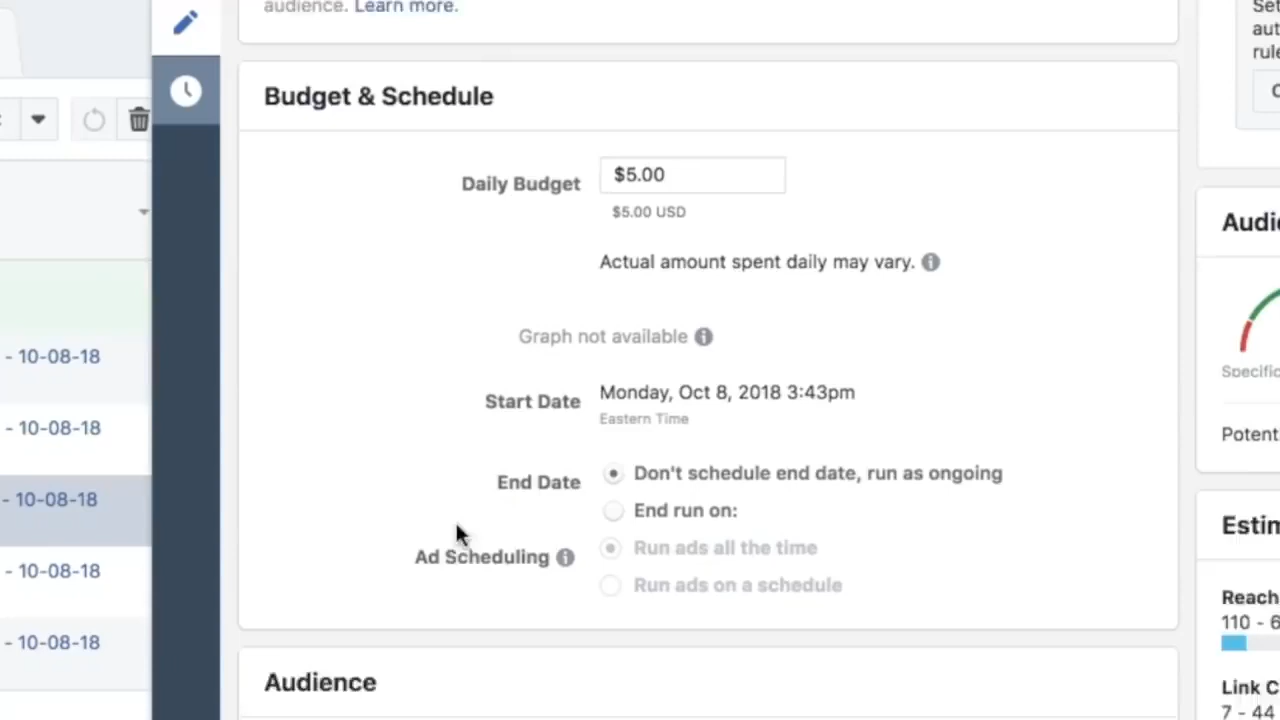 audience. Learn more.
Budget & Schedule
Daily Budget
$5.00
$5.00 USD
Actual amount spent daily may vary.
Graph not available
Start Date
Monday, Oct 8, 2018 3:43pm
Eastern Time
End Date
Don't schedule end date, run as ongoing
End run on:
Ad Scheduling
Run ads all the time
Run ads on a schedule
Audience
- 10-08-18
- 10-08-18
- 10-08-18
- 10-08-18
- 10-08-18
Set
aut
rule
Audie
Specific
Potent
Estim
Reach
110 - 6
Link C
7 - 44